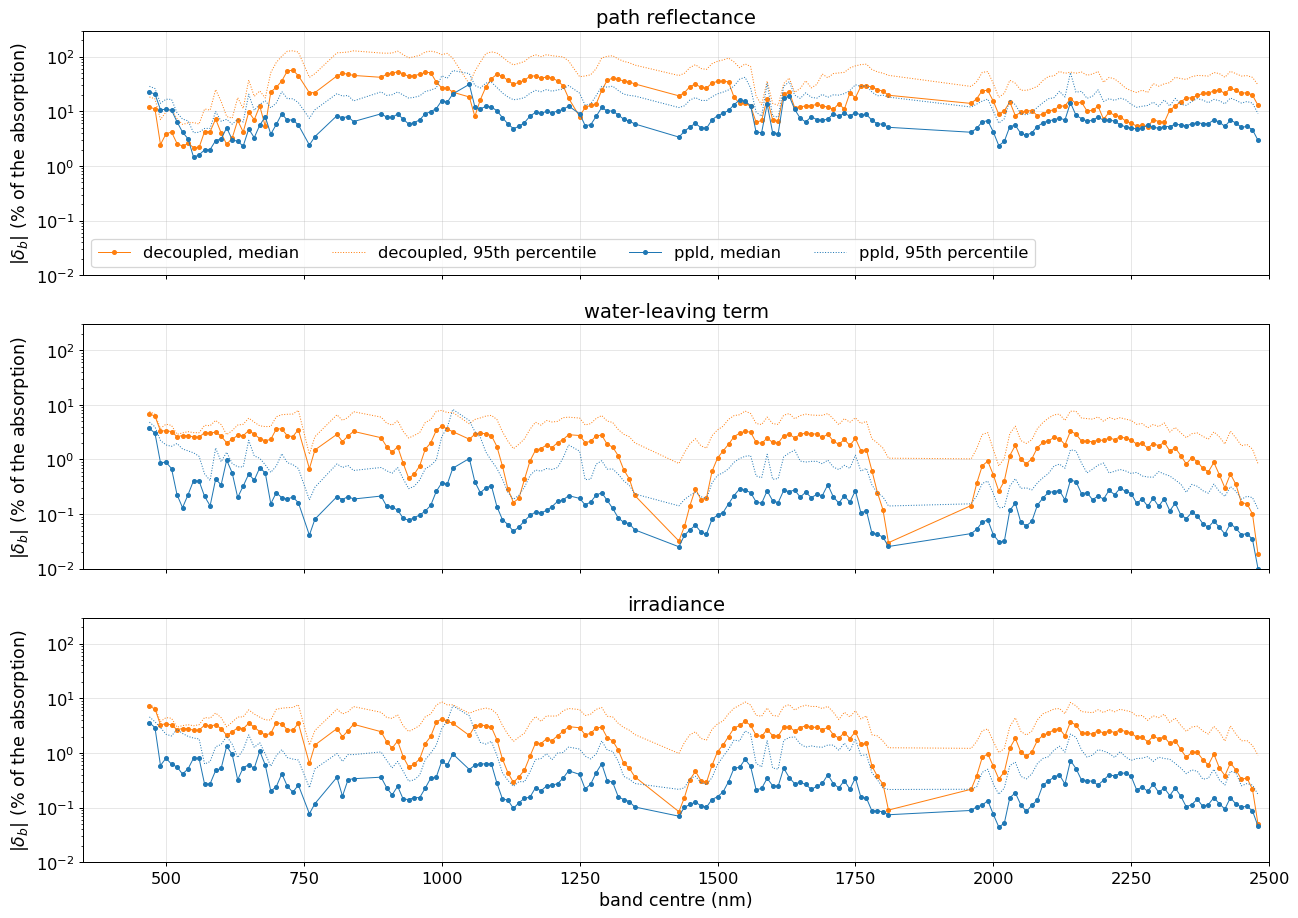 path reflectance
|δb| (% of the absorption)
10²
10¹
10⁰
10⁻¹
10⁻²
decoupled, median
decoupled, 95th percentile
ppld, median
ppld, 95th percentile
water-leaving term
|δb| (% of the absorption)
10²
10¹
10⁰
10⁻¹
10⁻²
irradiance
|δb| (% of the absorption)
10²
10¹
10⁰
10⁻¹
10⁻²
500 750 1000 1250 1500 1750 2000 2250 2500
band centre (nm)